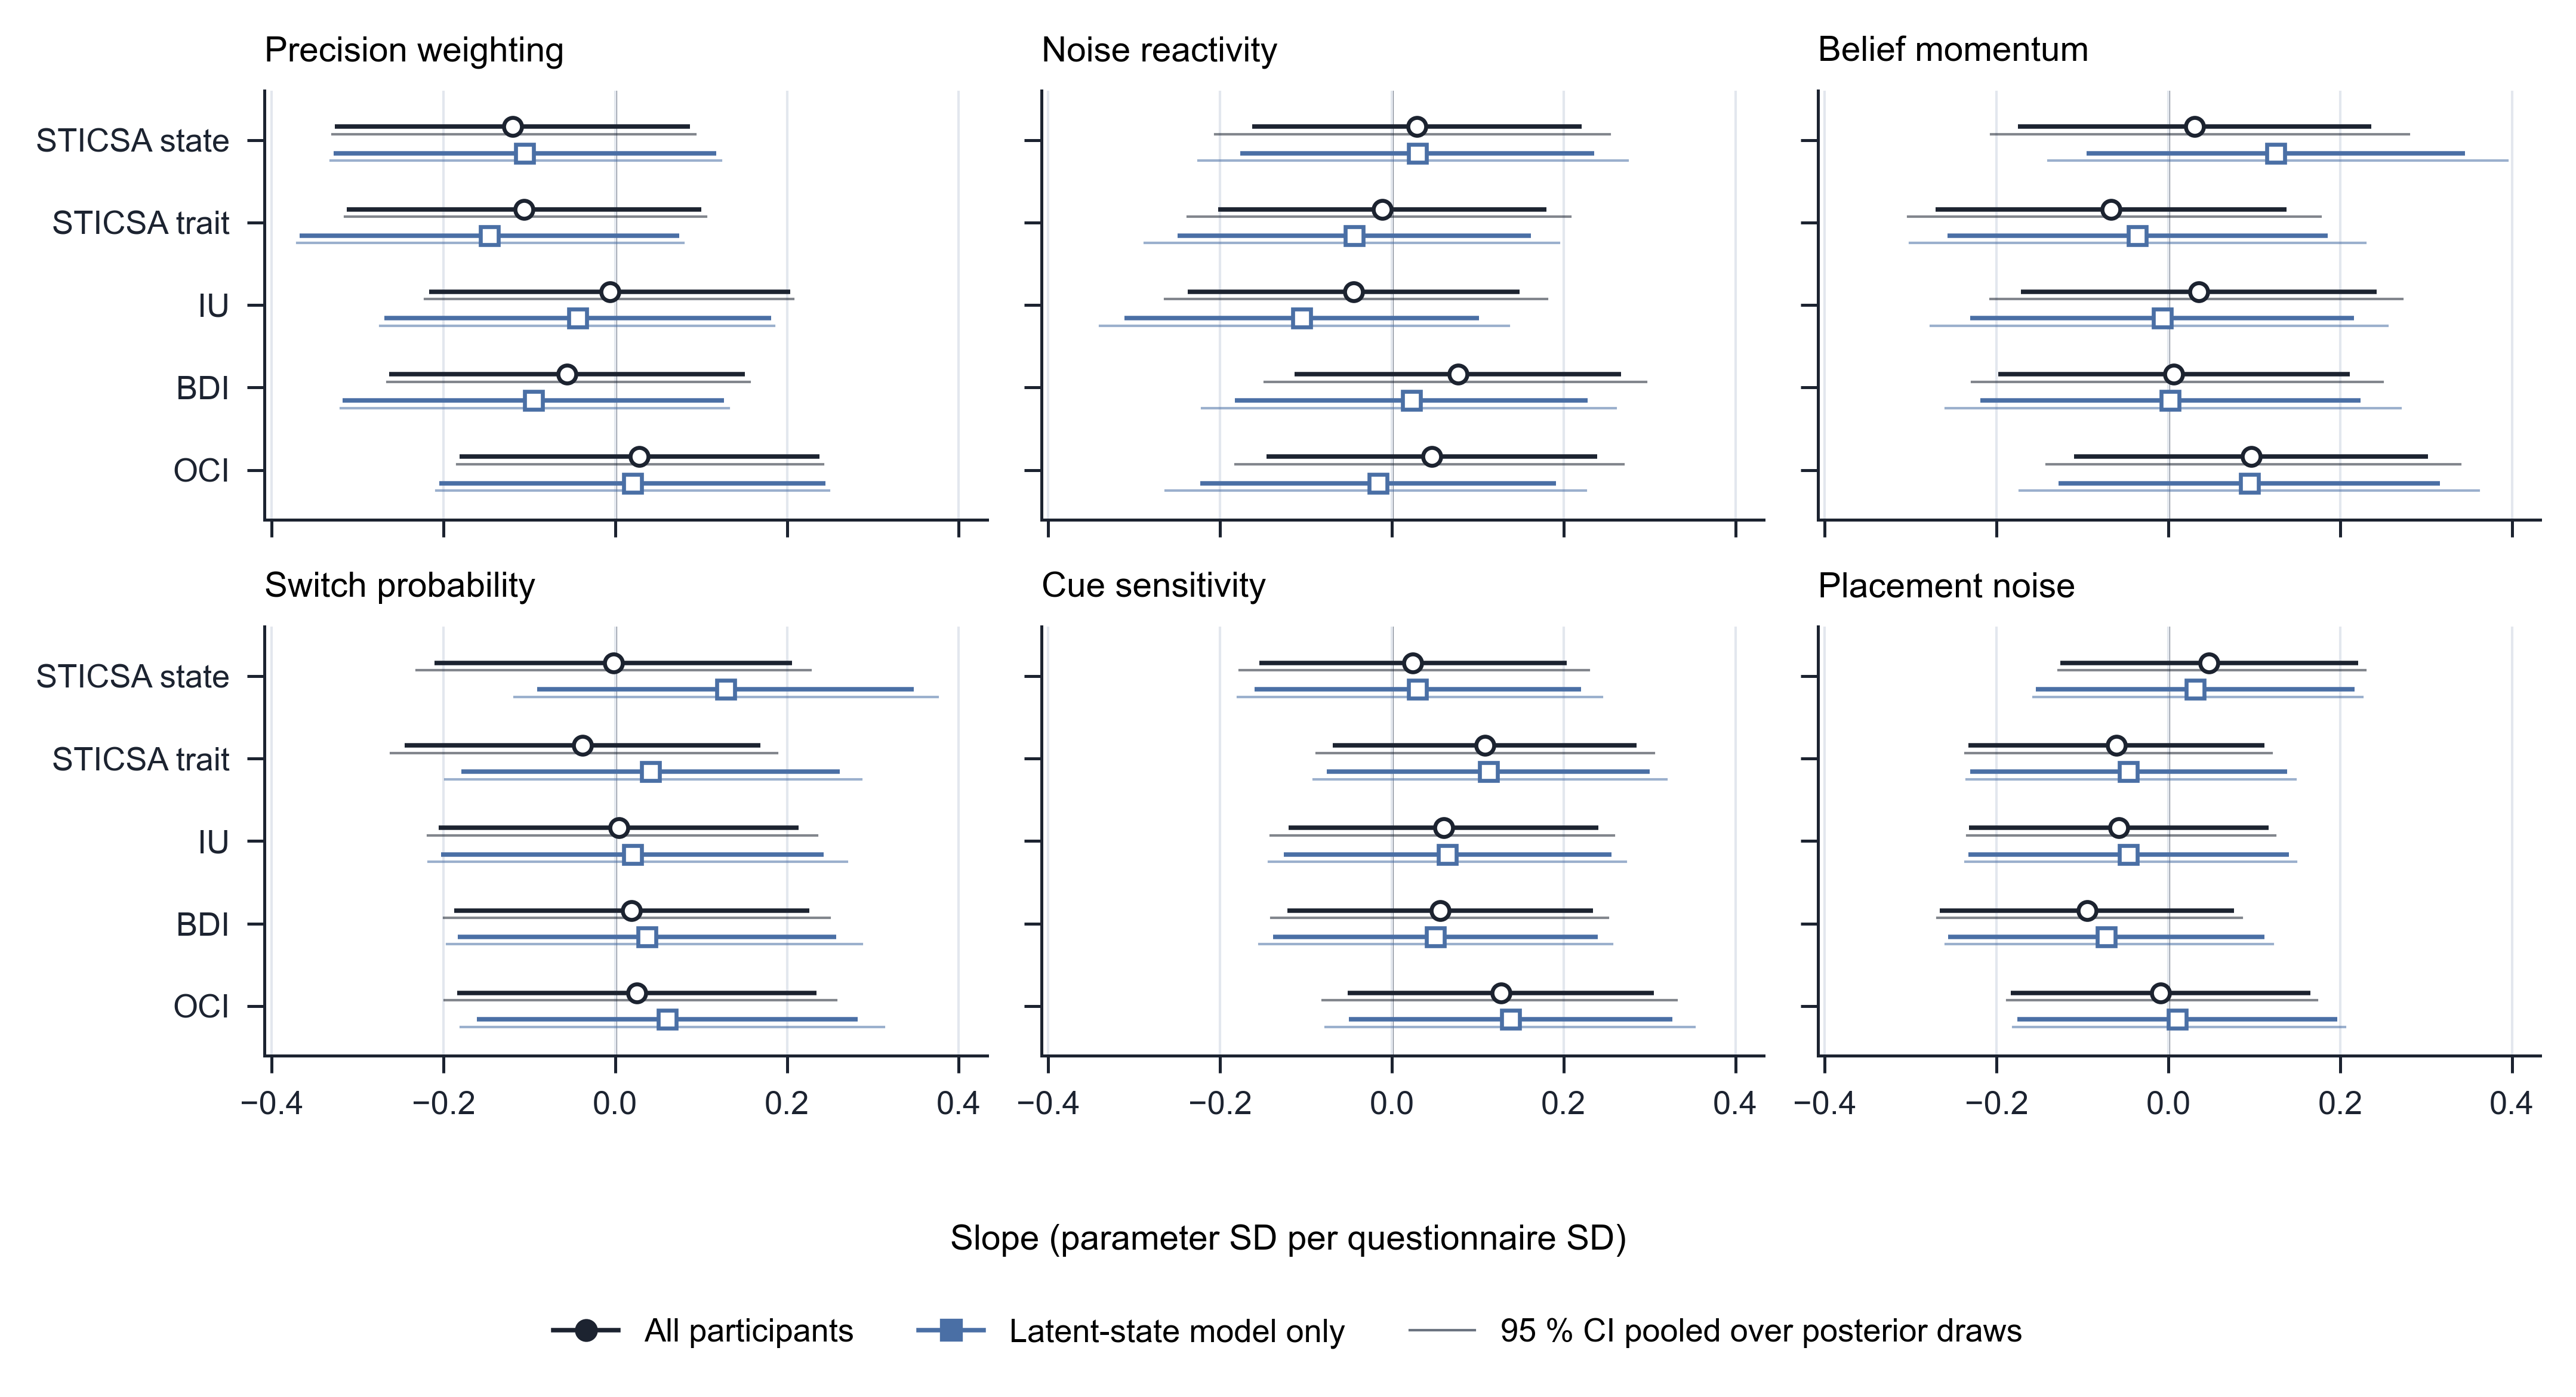 Precision weighting
Noise reactivity
Belief momentum
STICSA state
STICSA trait
IU
BDI
OCI
Switch probability
Cue sensitivity
Placement noise
STICSA state
STICSA trait
IU
BDI
OCI
−0.4 −0.2 0.0 0.2 0.4
−0.4 −0.2 0.0 0.2 0.4
−0.4 −0.2 0.0 0.2 0.4
Slope (parameter SD per questionnaire SD)
All participants
Latent-state model only
95 % CI pooled over posterior draws